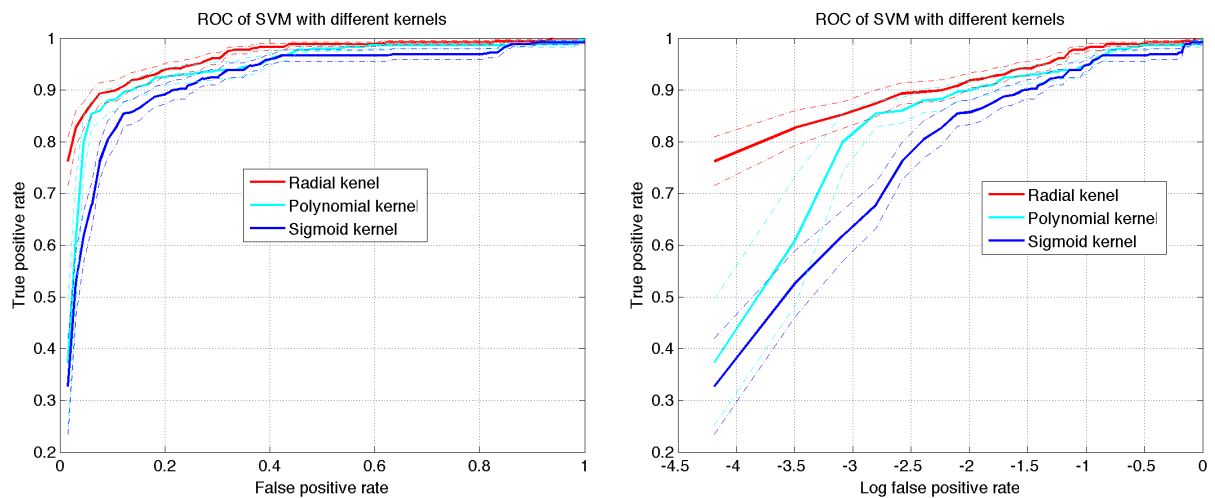 ROC of SVM with different kernels
1
0.9
0.8
0.7
0.6
0.5
0.4
0.3
0.2
True positive rate
Radial kenel
Polynomial kernel
Sigmoid kernel
0 0.2 0.4 0.6 0.8 1
False positive rate
ROC of SVM with different kernels
1
0.9
0.8
0.7
0.6
0.5
0.4
0.3
0.2
True positive rate
Radial kenel
Polynomial kernel
Sigmoid kernel
-4.5 -4 -3.5 -3 -2.5 -2 -1.5 -1 -0.5 0
Log false positive rate